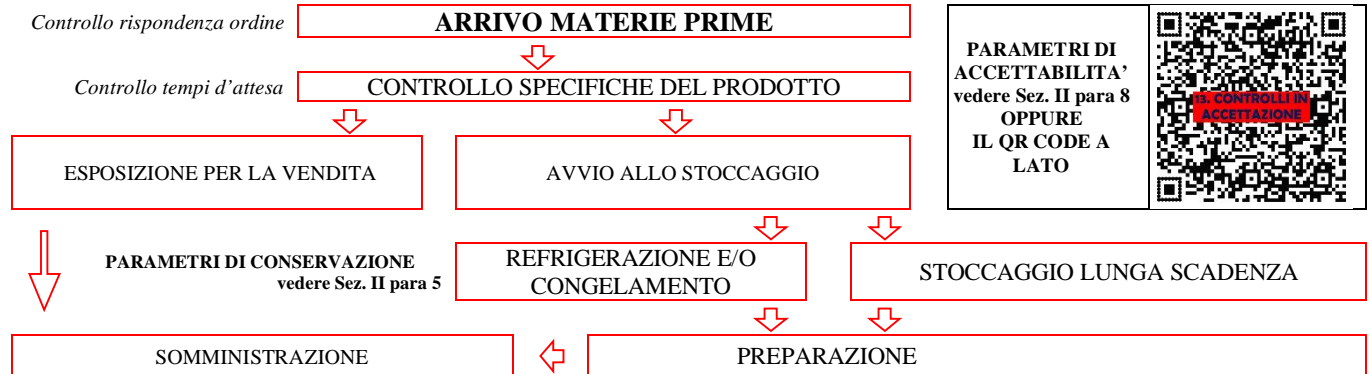 Controllo rispondenza ordine
ARRIVO MATERIE PRIME
Controllo tempi d'attesa
CONTROLLO SPECIFICHE DEL PRODOTTO
PARAMETRI DI
ACCETTABILITA'
vedere Sez. II para 8
OPPURE
IL QR CODE A
LATO
13. CONTROLLI IN
ACCETTAZIONE
ESPOSIZIONE PER LA VENDITA
AVVIO ALLO STOCCAGGIO
PARAMETRI DI CONSERVAZIONE
vedere Sez. II para 5
REFRIGERAZIONE E/O
CONGELAMENTO
STOCCAGGIO LUNGA SCADENZA
SOMMINISTRAZIONE
PREPARAZIONE